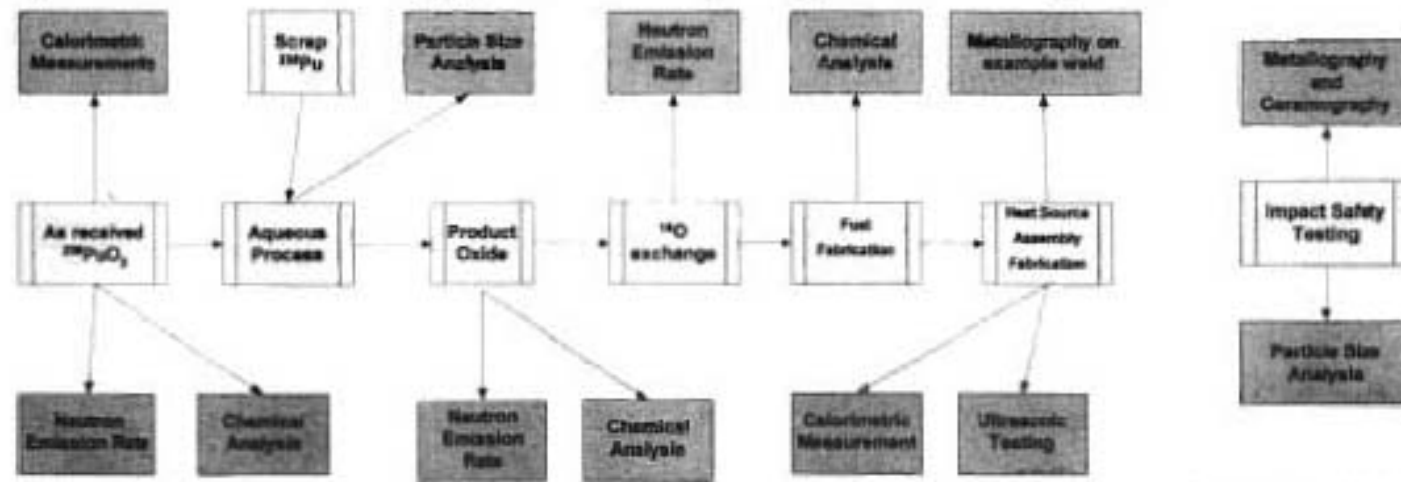 Calorimetric
Measurements
Scrap
²³⁸Pu
Particle Size
Analysis
Neutron
Emission
Rate
Chemical
Analysis
Metallography on
example weld
Metallography
and
Ceramography
As received
²³⁸PuO₂
Aqueous
Process
Product
Oxide
¹⁶O
exchange
Fuel
Fabrication
Heat Source
Assembly
Fabrication
Impact Safety
Testing
Neutron
Emission Rate
Chemical
Analysis
Neutron
Emission
Rate
Chemical
Analysis
Calorimetric
Measurement
Ultrasonic
Testing
Particle Size
Analysis